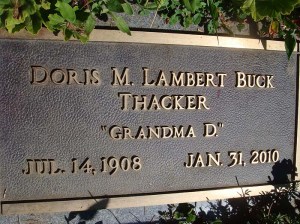 DORIS M. LAMBERT BUCK
THACKER
"GRANDMA D."
JUL. 14, 1908 JAN. 31, 2010